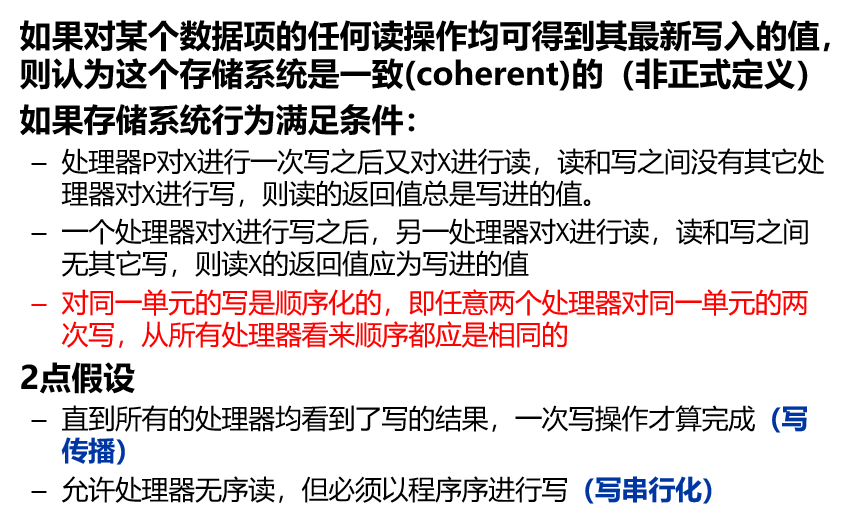 如果对某个数据项的任何读操作均可得到其最新写入的值，
则认为这个存储系统是一致(coherent)的（非正式定义）
如果存储系统行为满足条件：
– 处理器P对X进行一次写之后又对X进行读，读和写之间没有其它处
理器对X进行写，则读的返回值总是写进的值。
– 一个处理器对X进行写之后，另一处理器对X进行读，读和写之间
无其它写，则读X的返回值应为写进的值
– 对同一单元的写是顺序化的，即任意两个处理器对同一单元的两
次写，从所有处理器看来顺序都应是相同的
2点假设
– 直到所有的处理器均看到了写的结果，一次写操作才算完成（写
传播）
– 允许处理器无序读，但必须以程序序进行写（写串行化）